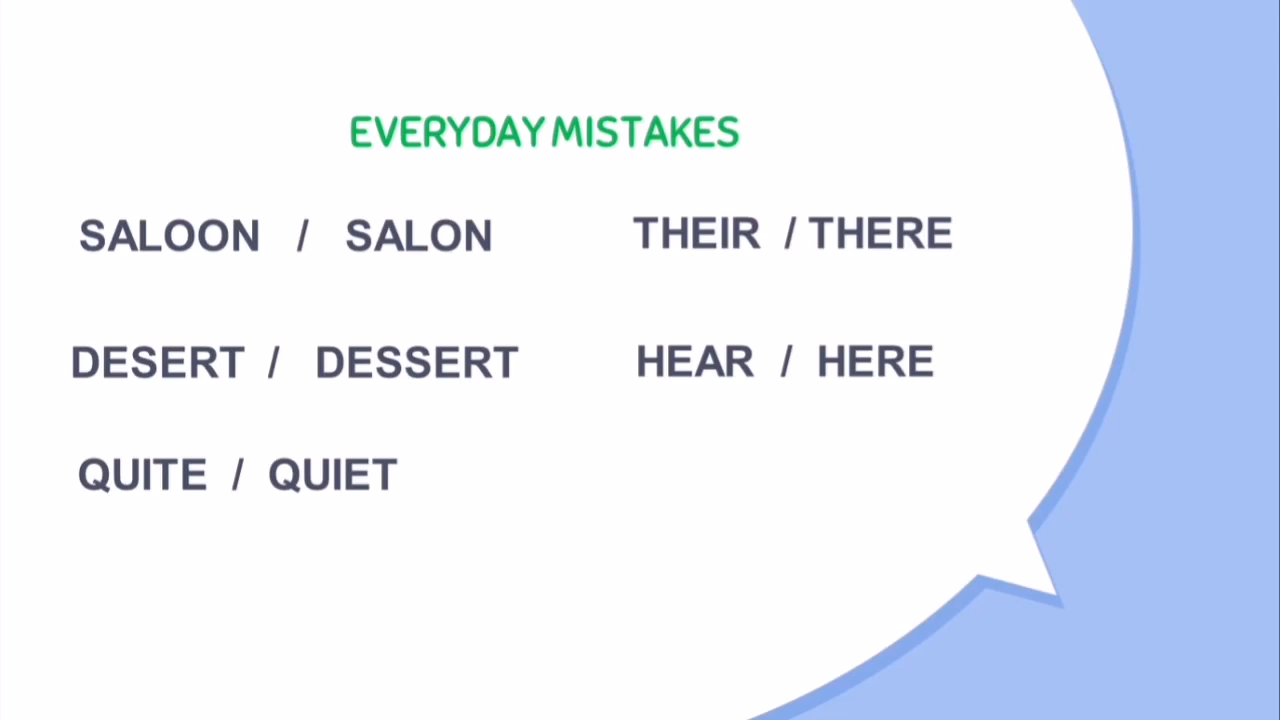 EVERYDAY MISTAKES
SALOON / SALON
THEIR / THERE
DESERT / DESSERT
HEAR / HERE
QUITE / QUIET